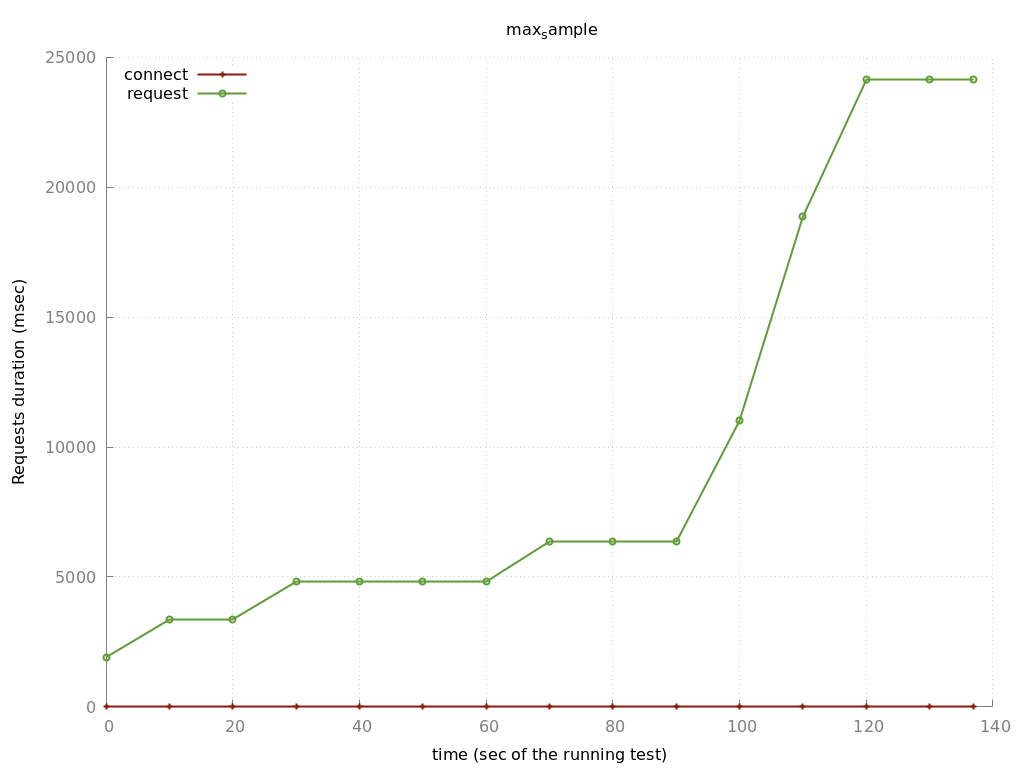 max_sample
25000
connect
request
20000
15000
Requests duration (msec)
10000
5000
0
0 20 40 60 80 100 120 140
time (sec of the running test)